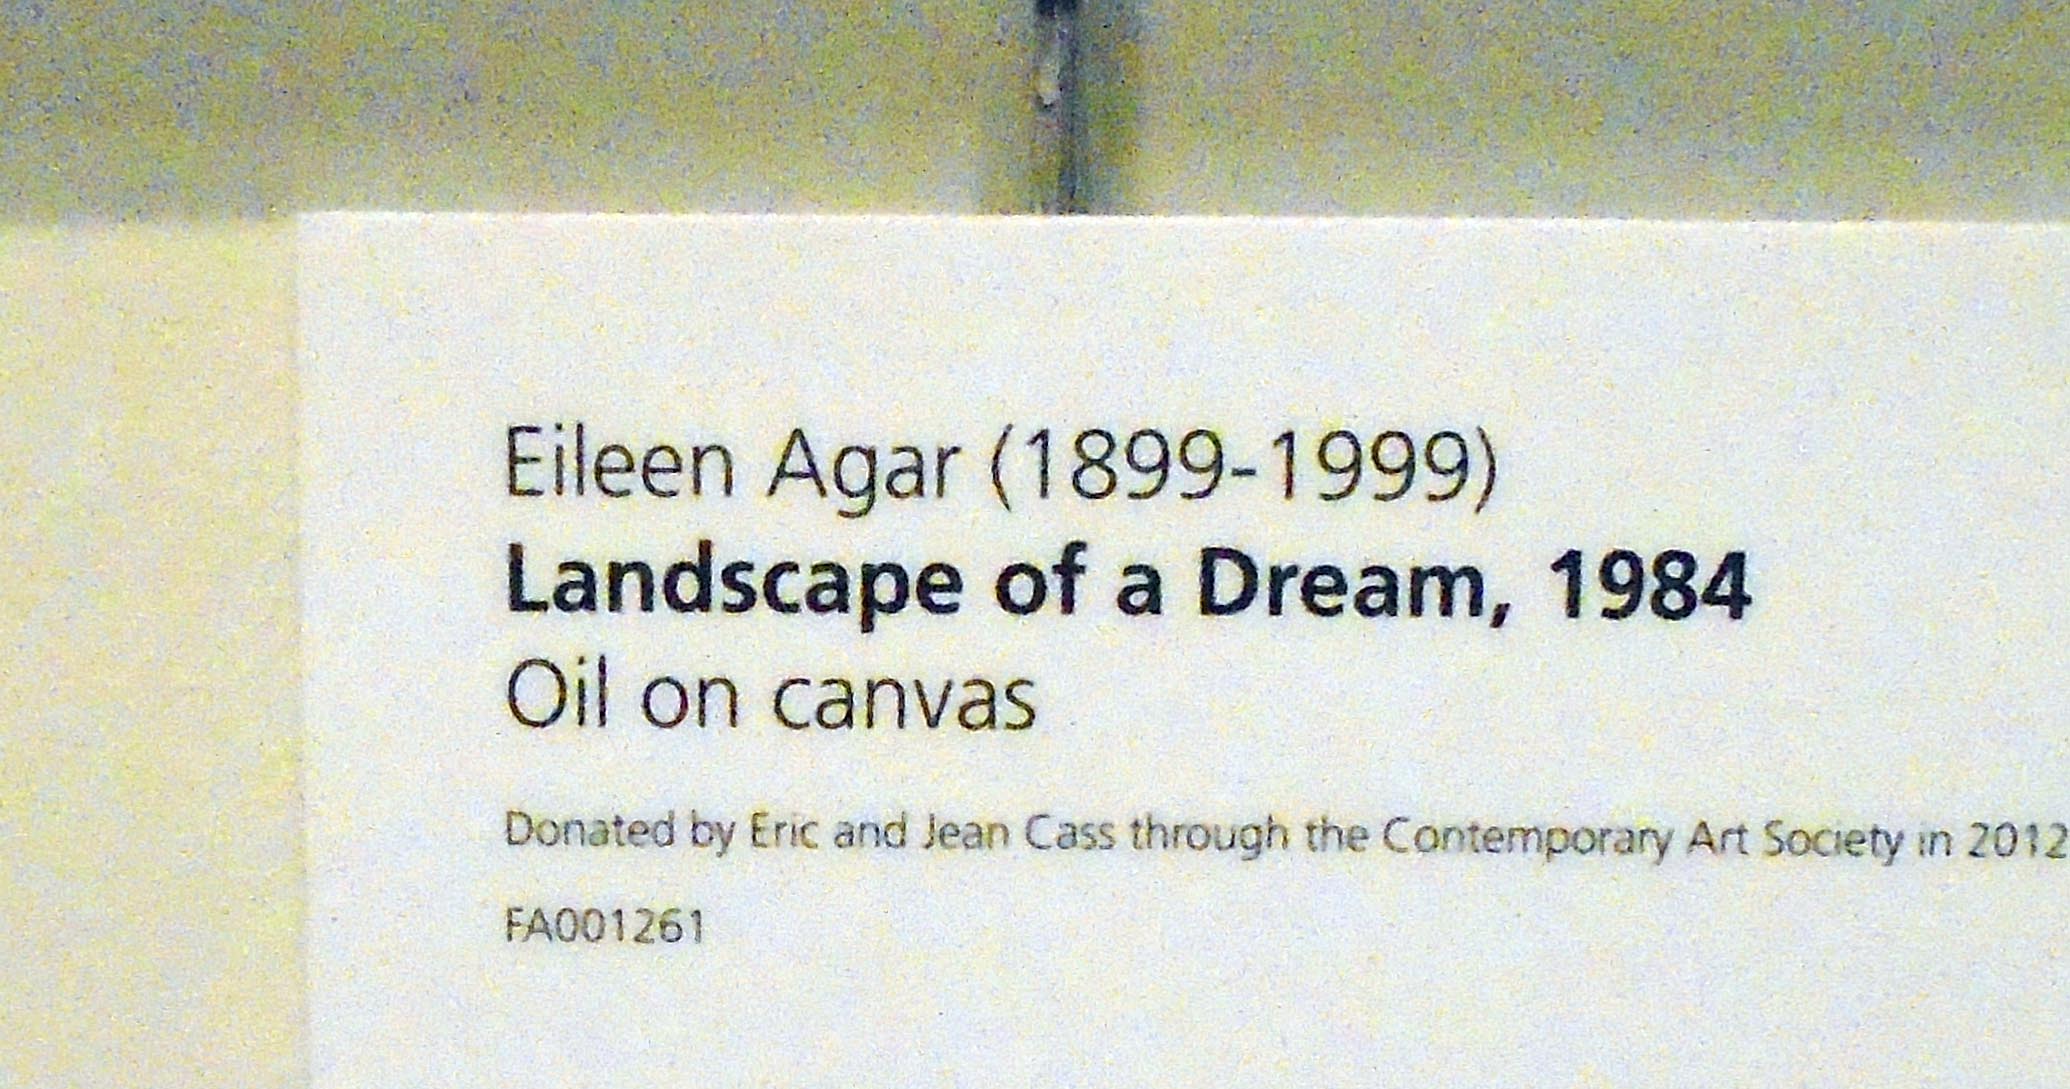 Eileen Agar (1899-1999)
Landscape of a Dream, 1984
Oil on canvas
Donated by Eric and Jean Cass through the Contemporary Art Society in 2012
FA001261